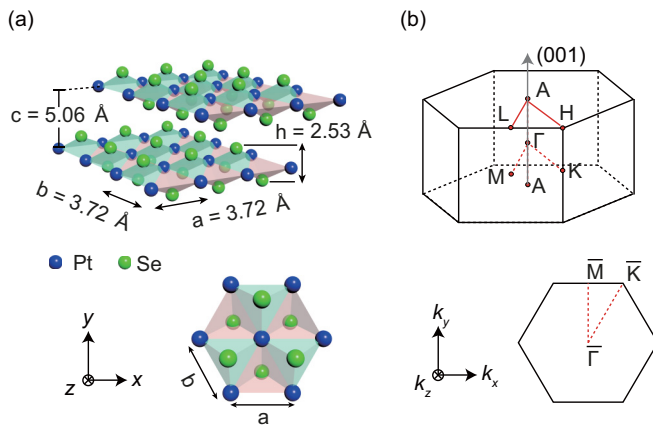 (a)
c = 5.06 Å
h = 2.53 Å
b = 3.72 Å
a = 3.72 Å
Pt
Se
y
z
x
b
a
(b)
(001)
A
L
H
Γ
M
K
A
M̅
K̅
Γ̅
k_y
k_z
k_x